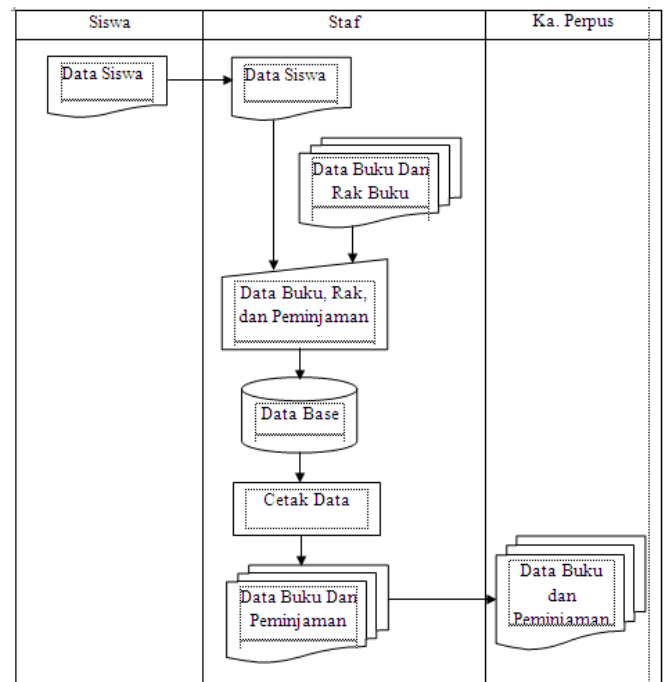 Siswa
Staf
Ka. Perpus
Data Siswa
Data Siswa
Data Buku Dan
Rak Buku
Data Buku, Rak,
dan Peminjaman
Data Base
Cetak Data
Data Buku Dan
Peminjaman
Data Buku
dan
Peminjaman